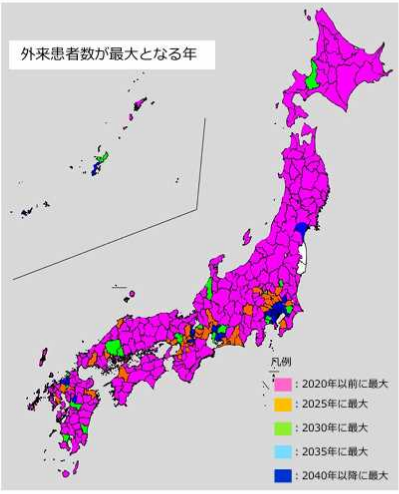 外来患者数が最大となる年
凡例
：2020年以前に最大
：2025年に最大
：2030年に最大
：2035年に最大
：2040年以降に最大